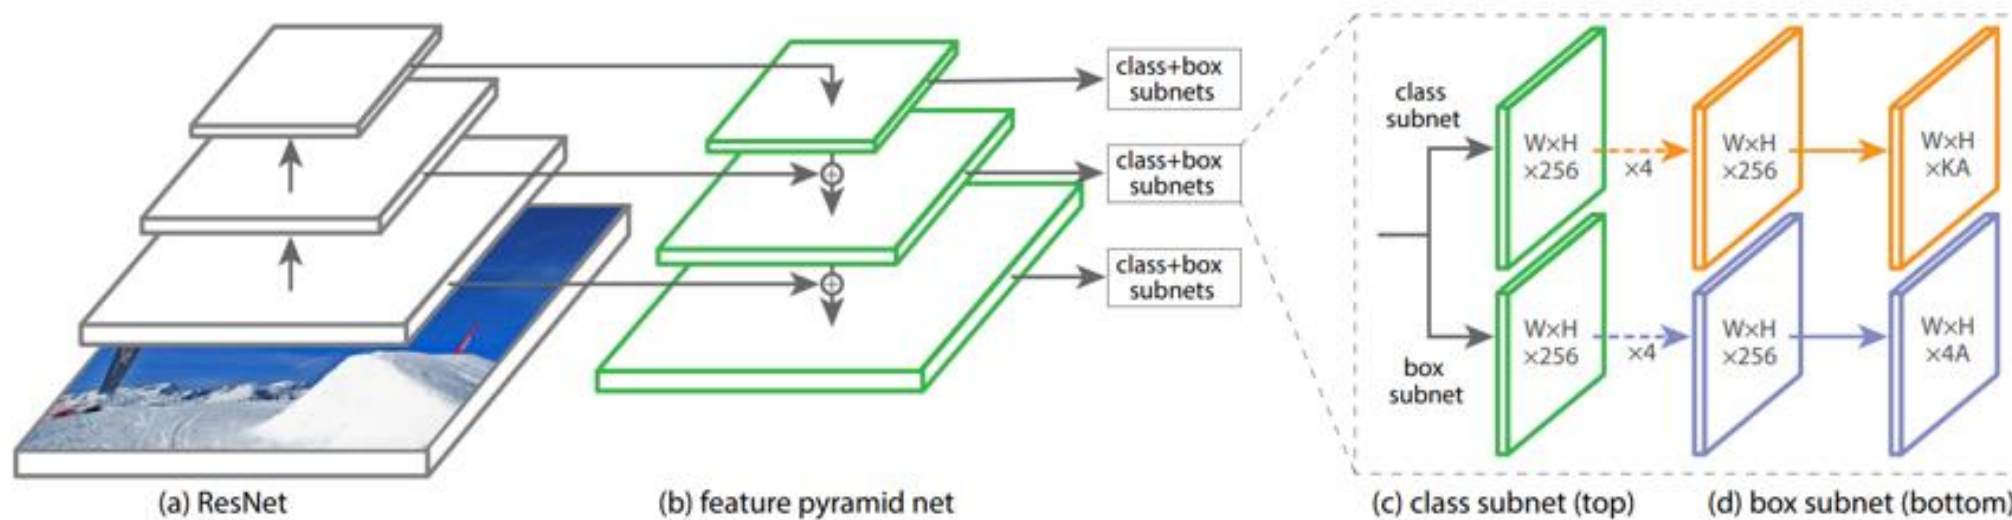 class+box
subnets
class+box
subnets
class+box
subnets
class
subnet
W×H
×256
×4
W×H
×256
W×H
×KA
box
subnet
W×H
×256
×4
W×H
×256
W×H
×4A
(a) ResNet
(b) feature pyramid net
(c) class subnet (top)
(d) box subnet (bottom)